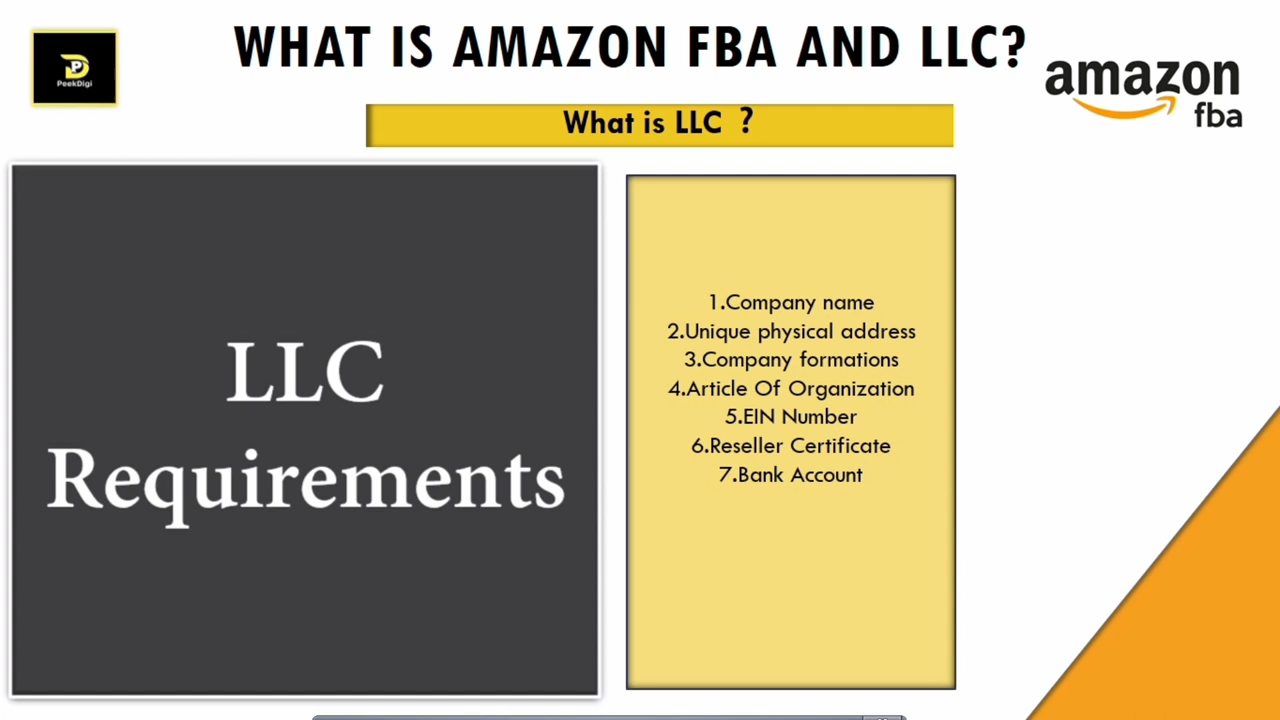 WHAT IS AMAZON FBA AND LLC?
PeekDigi
amazon
fba
What is LLC ?
LLC
Requirements
1.Company name
2.Unique physical address
3.Company formations
4.Article Of Organization
5.EIN Number
6.Reseller Certificate
7.Bank Account